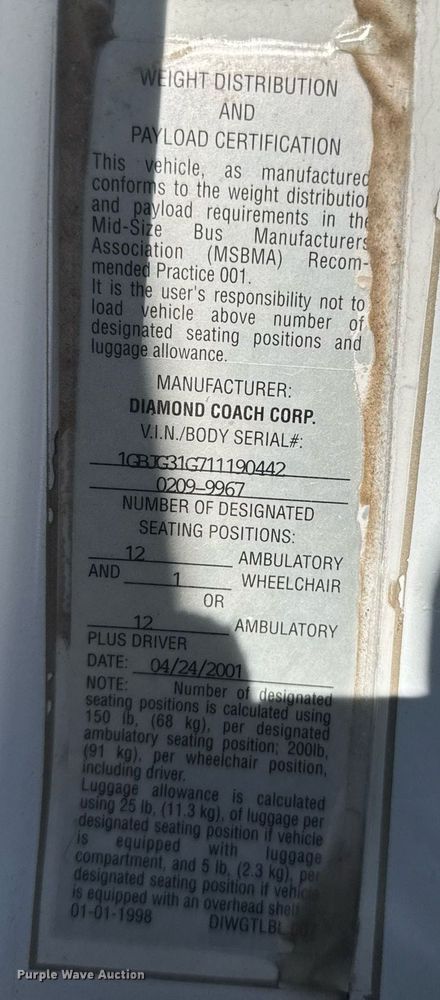 WEIGHT DISTRIBUTION
AND
PAYLOAD CERTIFICATION
This vehicle, as manufactured
conforms to the weight distribution
and payload requirements in the
Mid-Size Bus Manufacturers
Association (MSBMA) Recom-
mended Practice 001.
It is the user's responsibility not to
load vehicle above number of
designated seating positions and
luggage allowance.
MANUFACTURER:
DIAMOND COACH CORP.
V.I.N./BODY SERIAL#:
1GBJG31G711190442
0209-9967
NUMBER OF DESIGNATED
SEATING POSITIONS:
12 AMBULATORY
AND 1 WHEELCHAIR
OR
12 AMBULATORY
PLUS DRIVER
DATE: 04/24/2001
NOTE: Number of designated
seating positions is calculated using
150 lb, (68 kg), per designated
ambulatory seating position; 200lb,
(91 kg), per wheelchair position,
including driver.
Luggage allowance is calculated
using 25 lb, (11.3 kg), of luggage per
designated seating position if vehicle
is equipped with luggage
compartment, and 5 lb, (2.3 kg), per
designated seating position if vehicle
is equipped with an overhead shelf
01-01-1998 DIWGTLBL
Purple Wave Auction